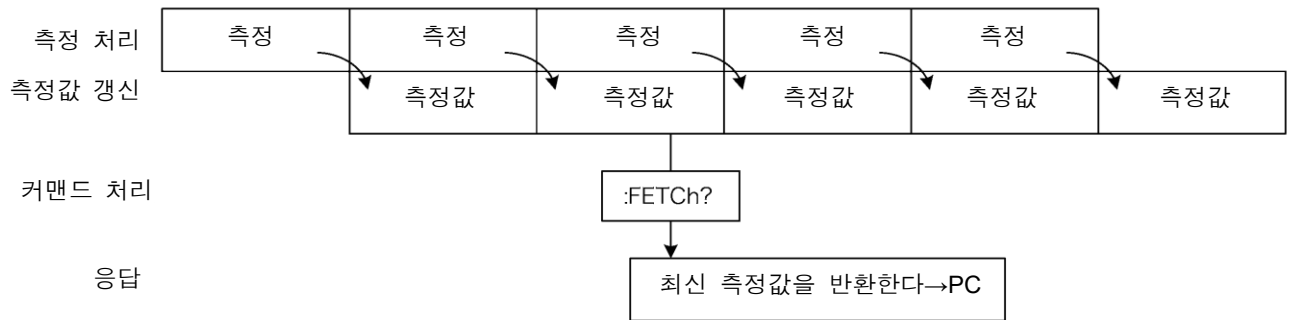 측정 처리 측정 측정 측정 측정 측정
측정값 갱신 측정값 측정값 측정값 측정값 측정값
커맨드 처리 :FETCh?
응답 최신 측정값을 반환한다→PC